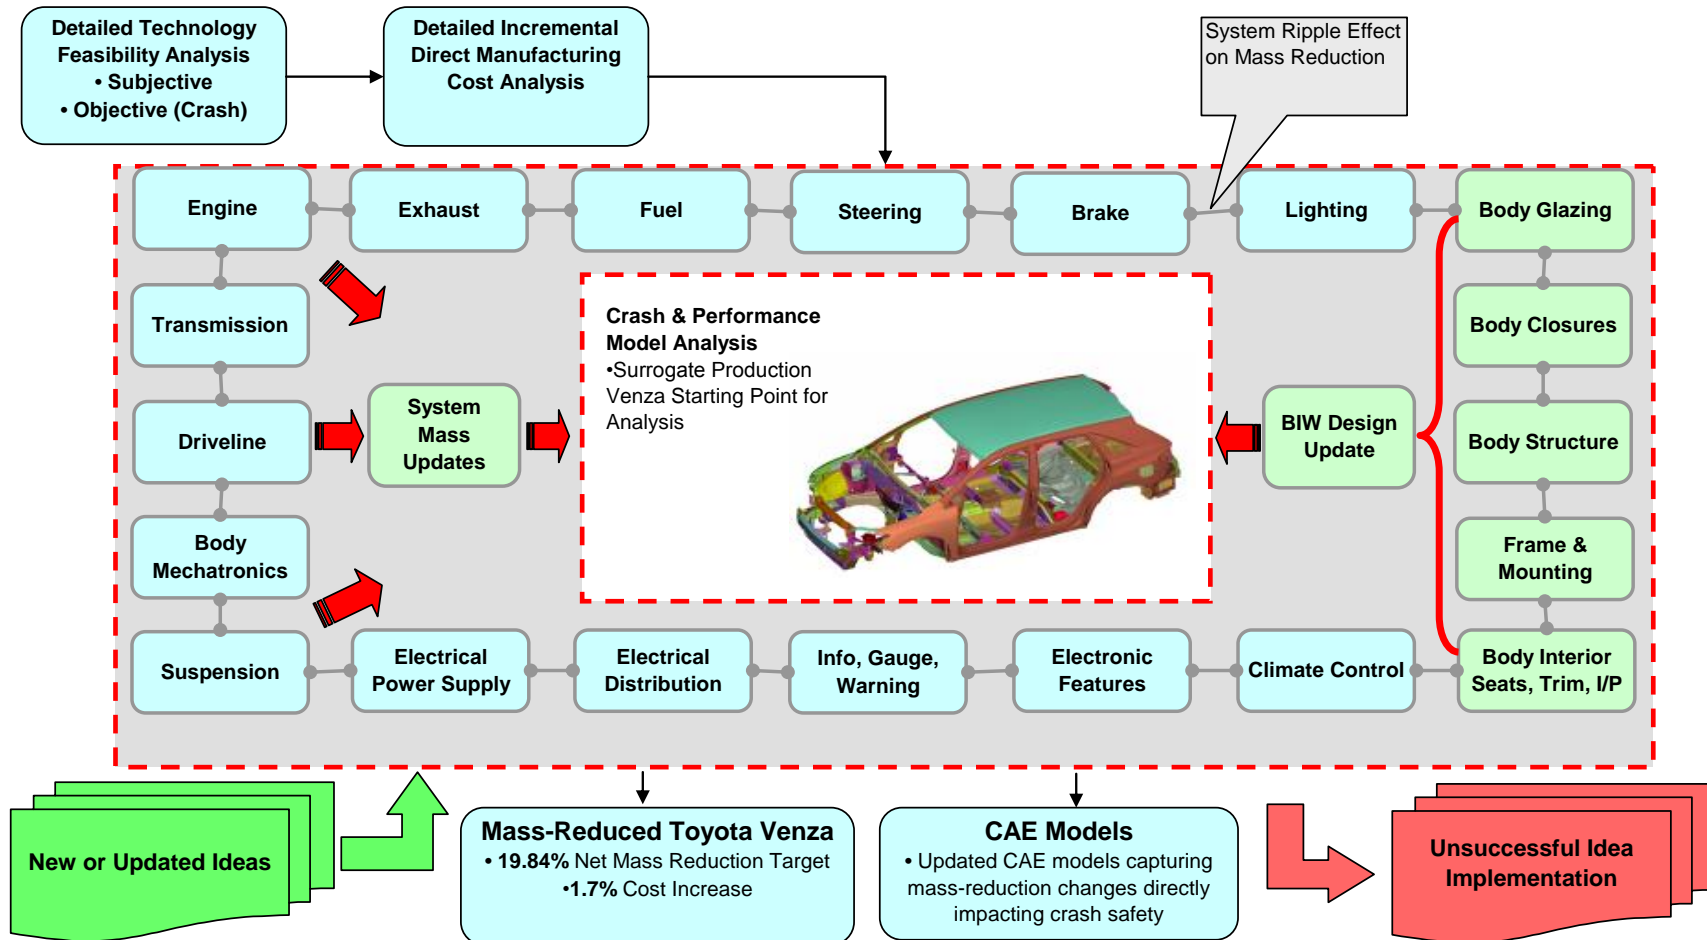 Detailed Technology
Feasibility Analysis
• Subjective
• Objective (Crash)
Detailed Incremental
Direct Manufacturing
Cost Analysis
System Ripple Effect
on Mass Reduction
Engine
Exhaust
Fuel
Steering
Brake
Lighting
Body Glazing
Transmission
Body Closures
Crash & Performance
Model Analysis
•Surrogate Production
Venza Starting Point for
Analysis
Driveline
System
Mass
Updates
BIW Design
Update
Body Structure
Body
Mechatronics
Frame &
Mounting
Suspension
Electrical
Power Supply
Electrical
Distribution
Info, Gauge,
Warning
Electronic
Features
Climate Control
Body Interior
Seats, Trim, I/P
New or Updated Ideas
Mass-Reduced Toyota Venza
• 19.84% Net Mass Reduction Target
•1.7% Cost Increase
CAE Models
• Updated CAE models capturing
mass-reduction changes directly
impacting crash safety
Unsuccessful Idea
Implementation